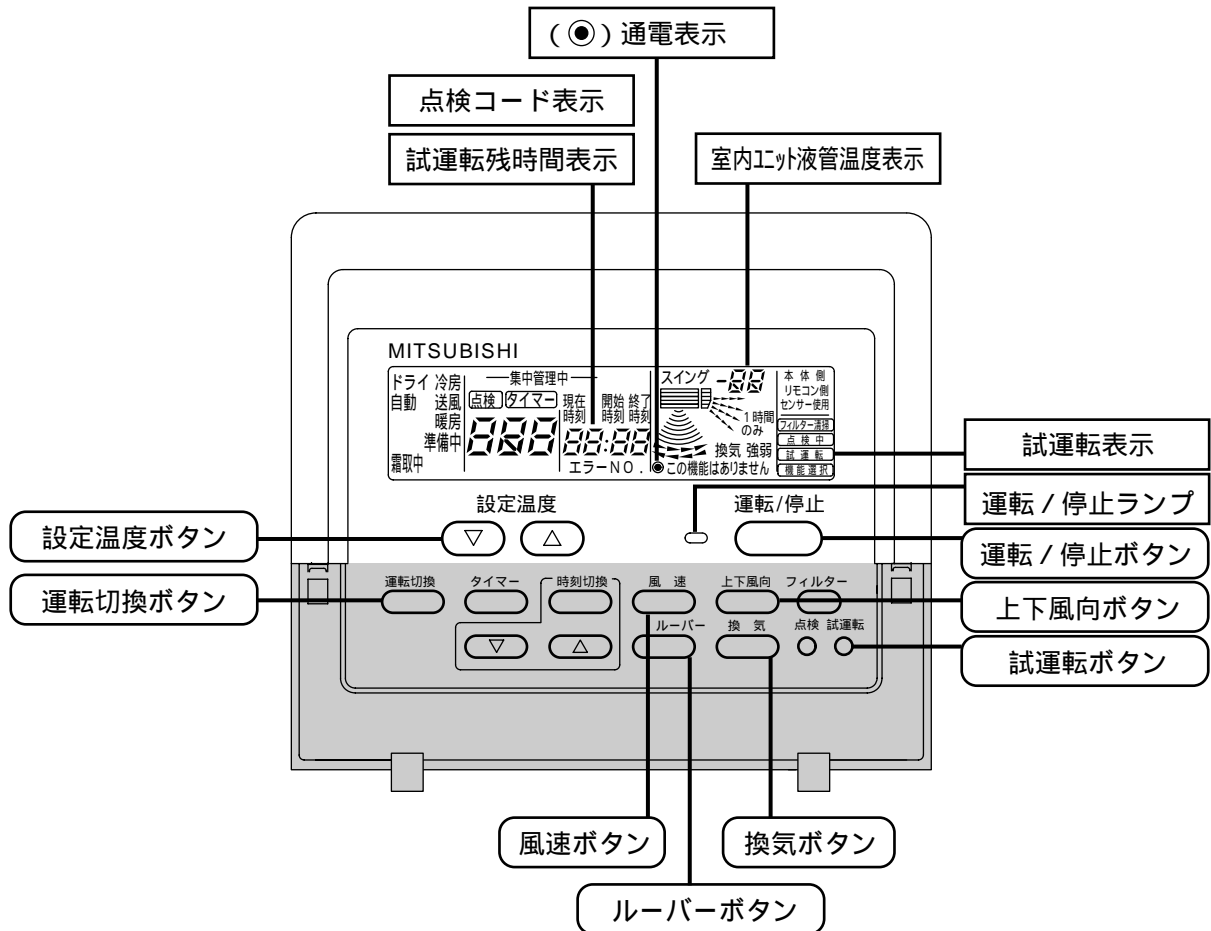 (◉)通電表示
点検コード表示
試運転残時間表示
室内ユニット液管温度表示
MITSUBISHI
ドライ 冷房
自動 送風
暖房
準備中
霜取中
集中管理中
点検 タイマー
現在時刻 開始時刻 終了時刻
888
88:88
エラーNO.
スイング
-88
1時間のみ
換気 強弱
◉この機能はありません
本体側
リモコン側
センサー使用
フィルター清掃
点検中
試運転
機能選択
試運転表示
運転/停止ランプ
設定温度
▽ △
運転/停止
設定温度ボタン
運転/停止ボタン
運転切換ボタン
運転切換
タイマー
時刻切換
風速
上下風向
フィルター
上下風向ボタン
▽ △
ルーバー
換気
点検 試運転
試運転ボタン
風速ボタン
換気ボタン
ルーバーボタン